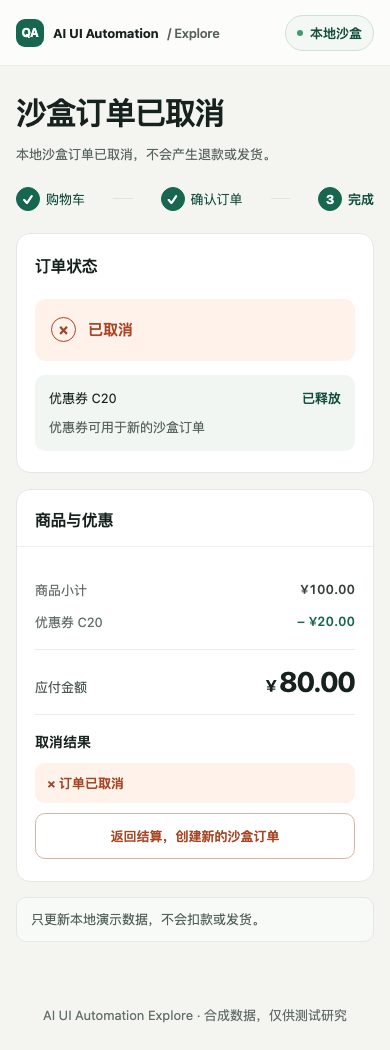 QA AI UI Automation / Explore 本地沙盒
沙盒订单已取消
本地沙盒订单已取消，不会产生退款或发货。
购物车 确认订单 3 完成
订单状态
已取消
优惠券 C20 已释放
优惠券可用于新的沙盒订单
商品与优惠
商品小计 ¥100.00
优惠券 C20 − ¥20.00
应付金额 ¥80.00
取消结果
× 订单已取消
返回结算，创建新的沙盒订单
只更新本地演示数据，不会扣款或发货。
AI UI Automation Explore · 合成数据，仅供测试研究